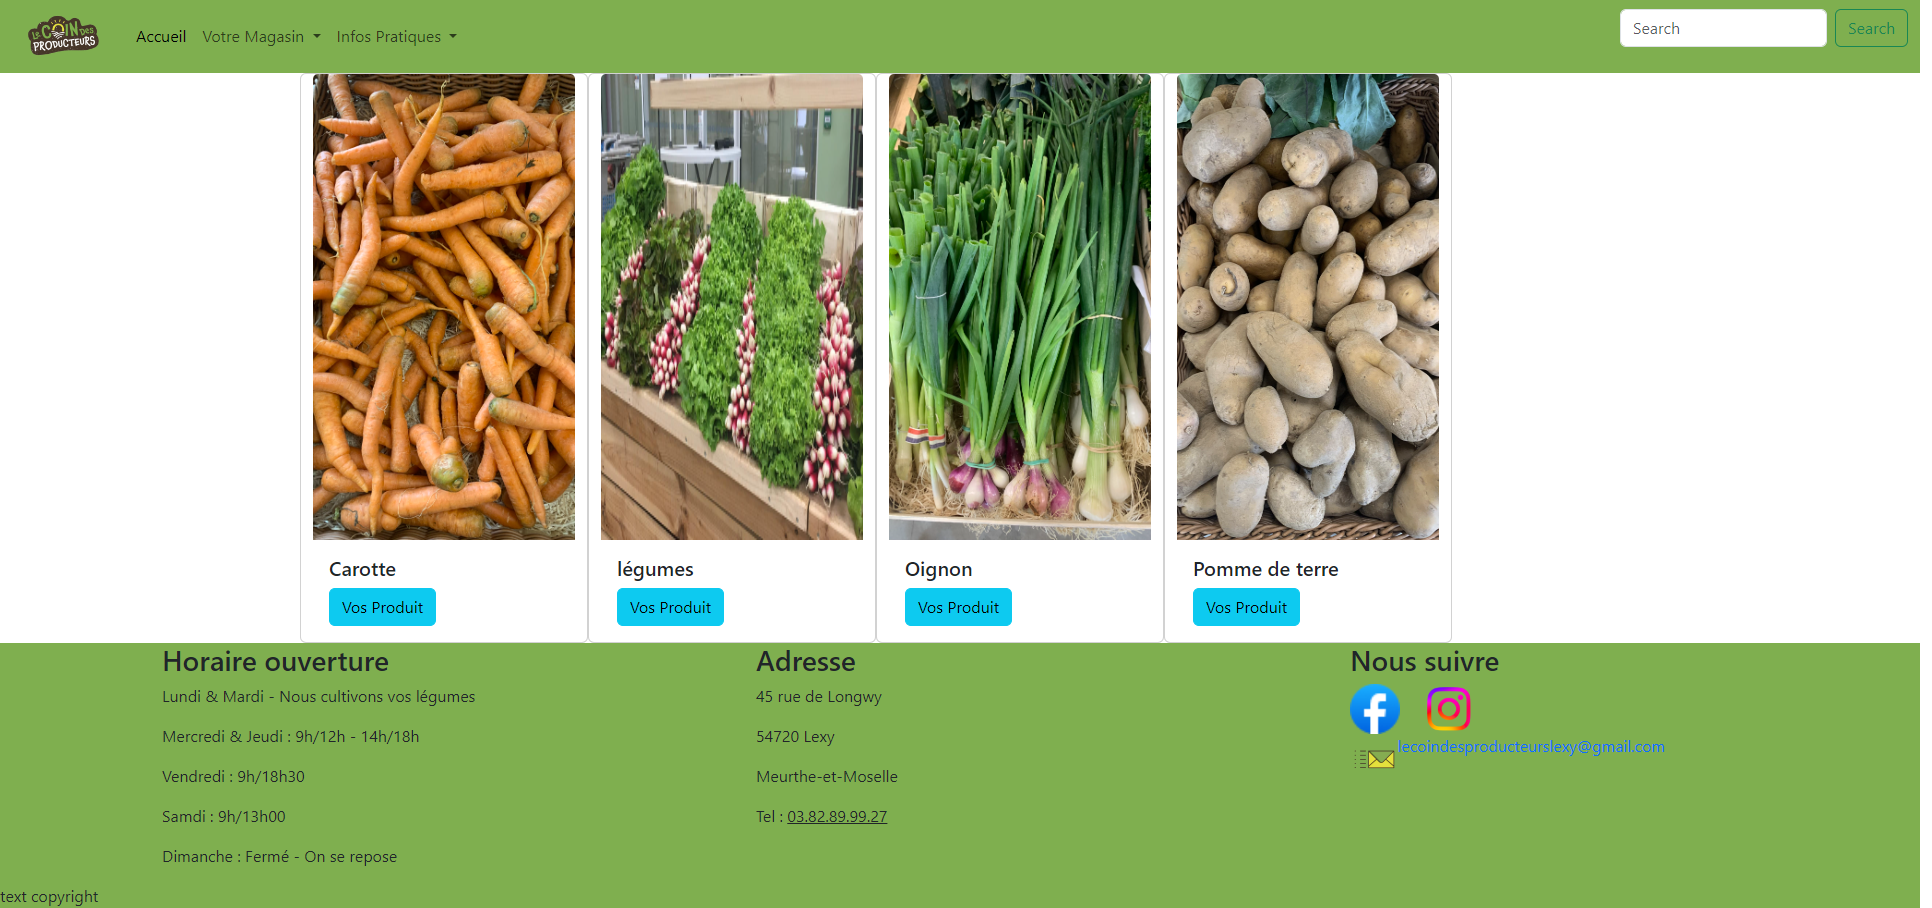 LE COIN DES
PRODUCTEURS
Accueil
Votre Magasin
Infos Pratiques
Search
Search
Carotte
Vos Produit
légumes
Vos Produit
Oignon
Vos Produit
Pomme de terre
Vos Produit
Horaire ouverture
Lundi & Mardi - Nous cultivons vos légumes
Mercredi & Jeudi : 9h/12h - 14h/18h
Vendredi : 9h/18h30
Samdi : 9h/13h00
Dimanche : Fermé - On se repose
Adresse
45 rue de Longwy
54720 Lexy
Meurthe-et-Moselle
Tel : 03.82.89.99.27
Nous suivre
lecoindesproducteurslexy@gmail.com
text copyright